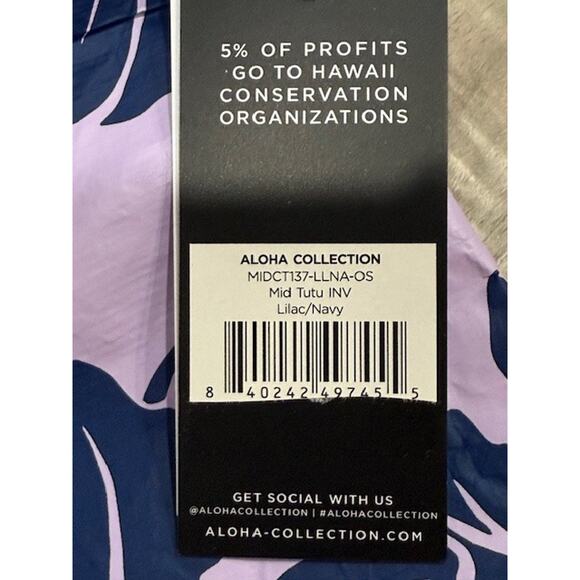 5% OF PROFITS
GO TO HAWAII
CONSERVATION
ORGANIZATIONS
ALOHA COLLECTION
MIDCT137-LLNA-OS
Mid Tutu INV
Lilac/Navy
8 40242 49745 5
GET SOCIAL WITH US
@ALOHACOLLECTION | #ALOHACOLLECTION
ALOHA-COLLECTION.COM